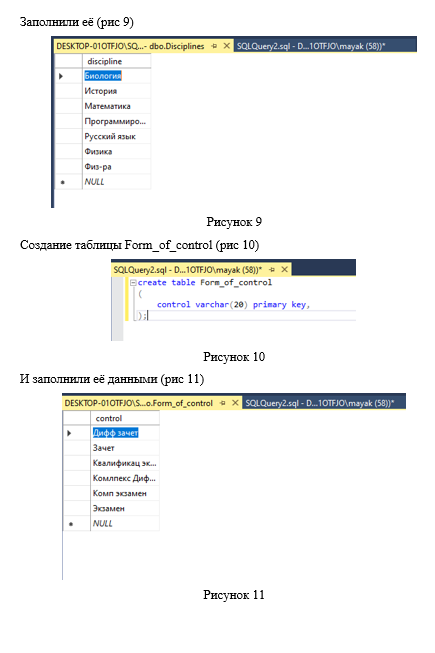 Заполнили её (рис 9)
DESKTOP-01OTFJO\SQ...- dbo.Disciplines SQLQuery2.sql - D...1OTFJO\mayak (58))*
discipline
Биология
История
Математика
Программиро...
Русский язык
Физика
Физ-ра
NULL
Рисунок 9
Создание таблицы Form_of_control (рис 10)
SQLQuery2.sql - D...1OTFJO\mayak (58))*
create table Form_of_control
(
control varchar(20) primary key,
);
Рисунок 10
И заполнили её данными (рис 11)
DESKTOP-01OTFJO\S...o.Form_of_control SQLQuery2.sql - D...1OTFJO\mayak (58))*
control
Дифф зачет
Зачет
Квалификац эк...
Комлпекс Диф...
Комп экзамен
Экзамен
NULL
Рисунок 11